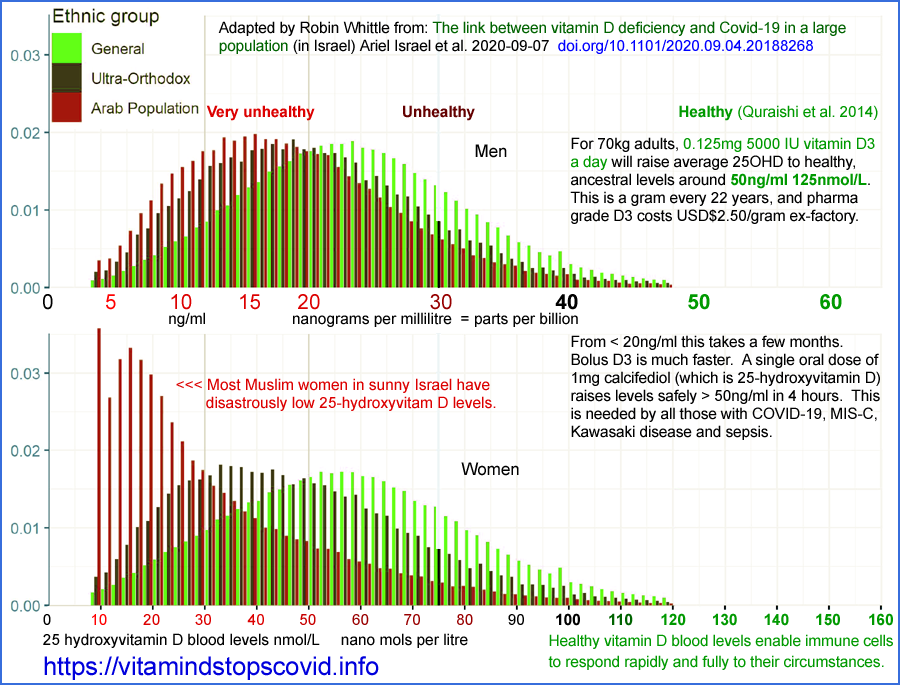 Ethnic group
General
Ultra-Orthodox
Arab Population
Adapted by Robin Whittle from: The link between vitamin D deficiency and Covid-19 in a large
population (in Israel) Ariel Israel et al. 2020-09-07 doi.org/10.1101/2020.09.04.20188268
Very unhealthy
Unhealthy
Healthy (Quraishi et al. 2014)
0.03
0.02
0.01
0.00
Men
For 70kg adults, 0.125mg 5000 IU vitamin D3
a day will raise average 25OHD to healthy,
ancestral levels around 50ng/ml 125nmol/L.
This is a gram every 22 years, and pharma
grade D3 costs USD$2.50/gram ex-factory.
0 5 10 15 20 30 40 50 60
ng/ml nanograms per millilitre = parts per billion
From < 20ng/ml this takes a few months.
Bolus D3 is much faster. A single oral dose of
1mg calcifediol (which is 25-hydroxyvitamin D)
raises levels safely > 50ng/ml in 4 hours. This
is needed by all those with COVID-19, MIS-C,
Kawasaki disease and sepsis.
<<< Most Muslim women in sunny Israel have
disastrously low 25-hydroxyvitam D levels.
0.03
0.02
0.01
0.00
Women
0 10 20 30 40 50 60 70 80 90 100 110 120 130 140 150 160
25 hydroxyvitamin D blood levels nmol/L nano mols per litre
Healthy vitamin D blood levels enable immune cells
to respond rapidly and fully to their circumstances.
https://vitamindstopscovid.info